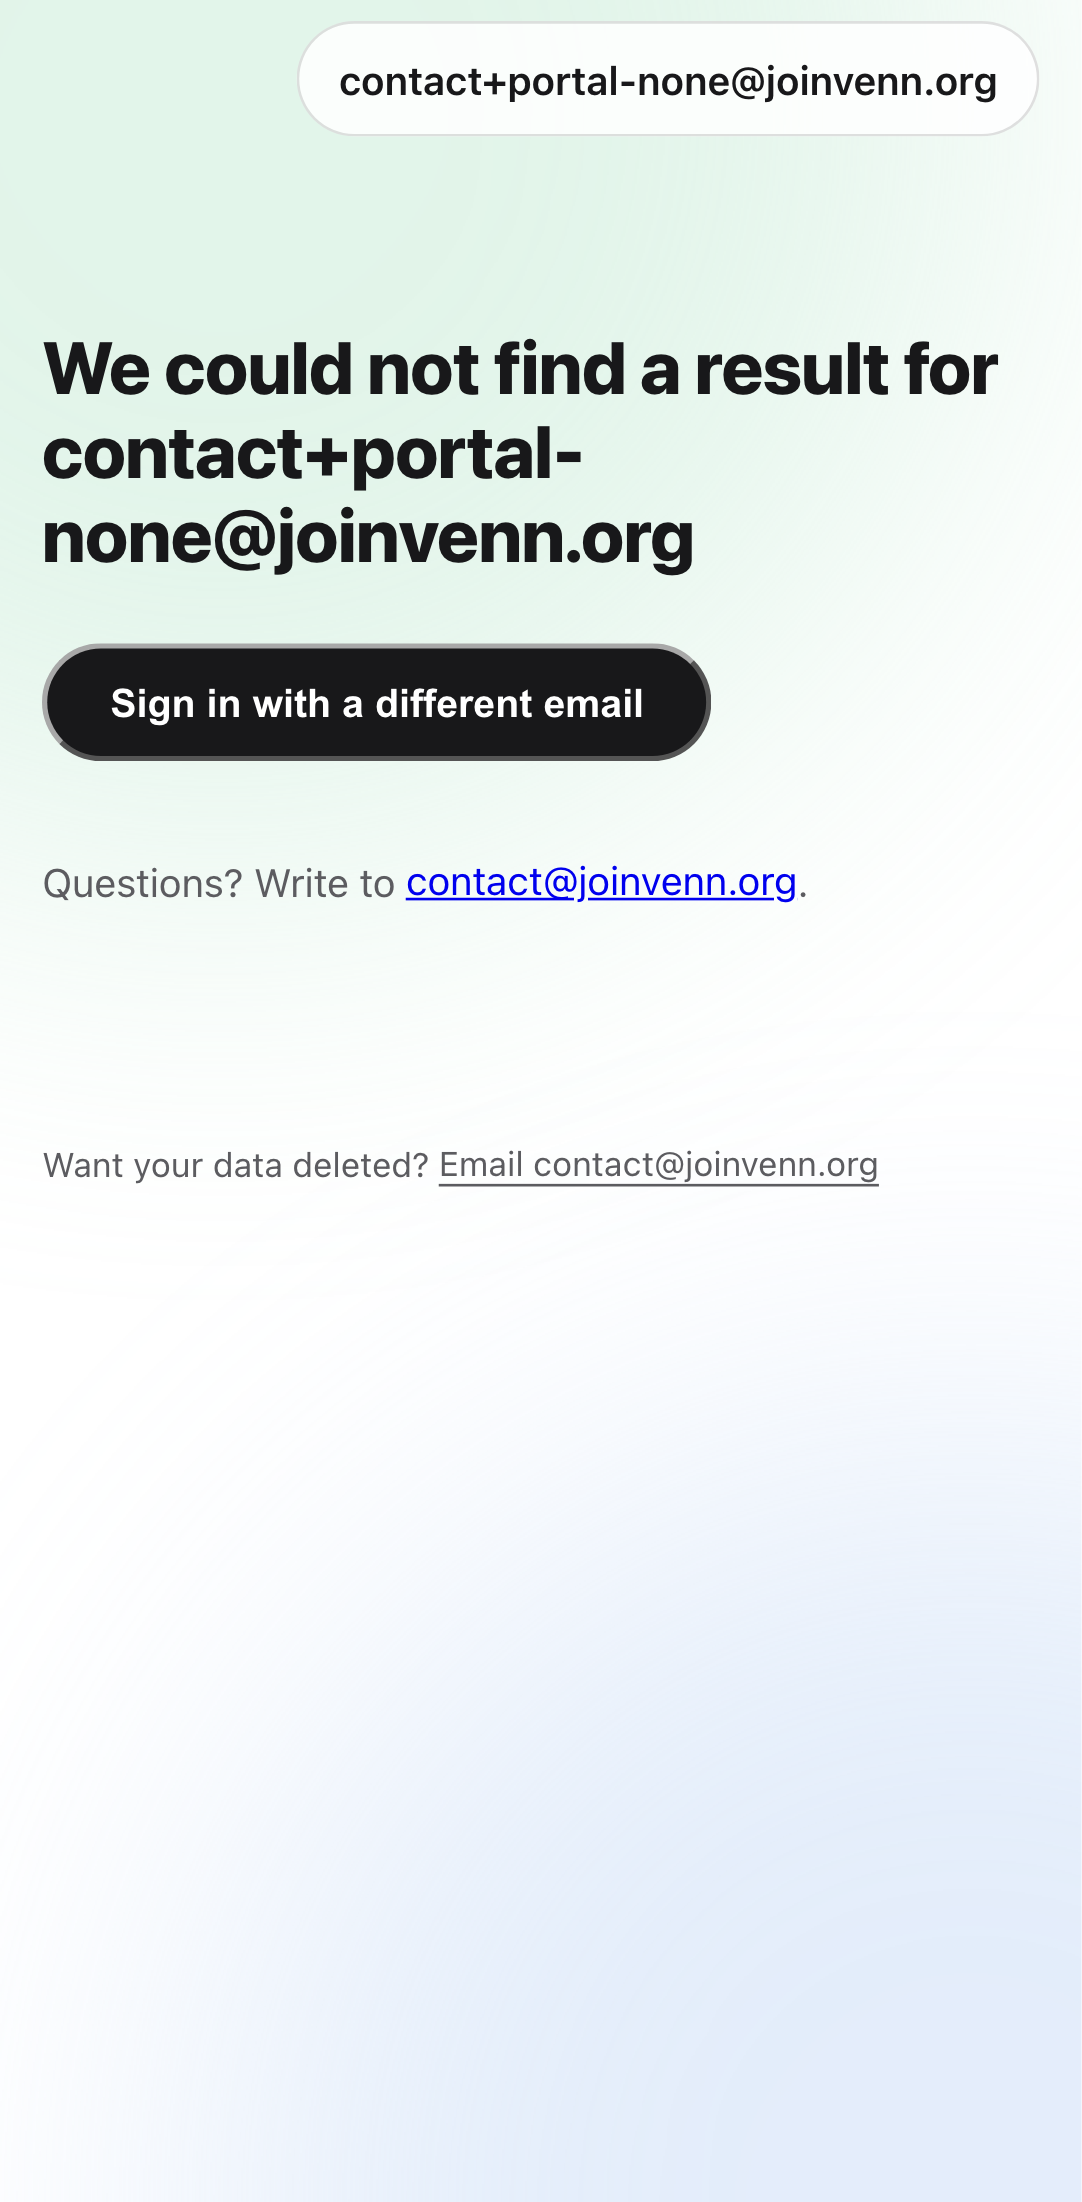 contact+portal-none@joinvenn.org
We could not find a result for
contact+portal-
none@joinvenn.org
Sign in with a different email
Questions? Write to contact@joinvenn.org.
Want your data deleted? Email contact@joinvenn.org